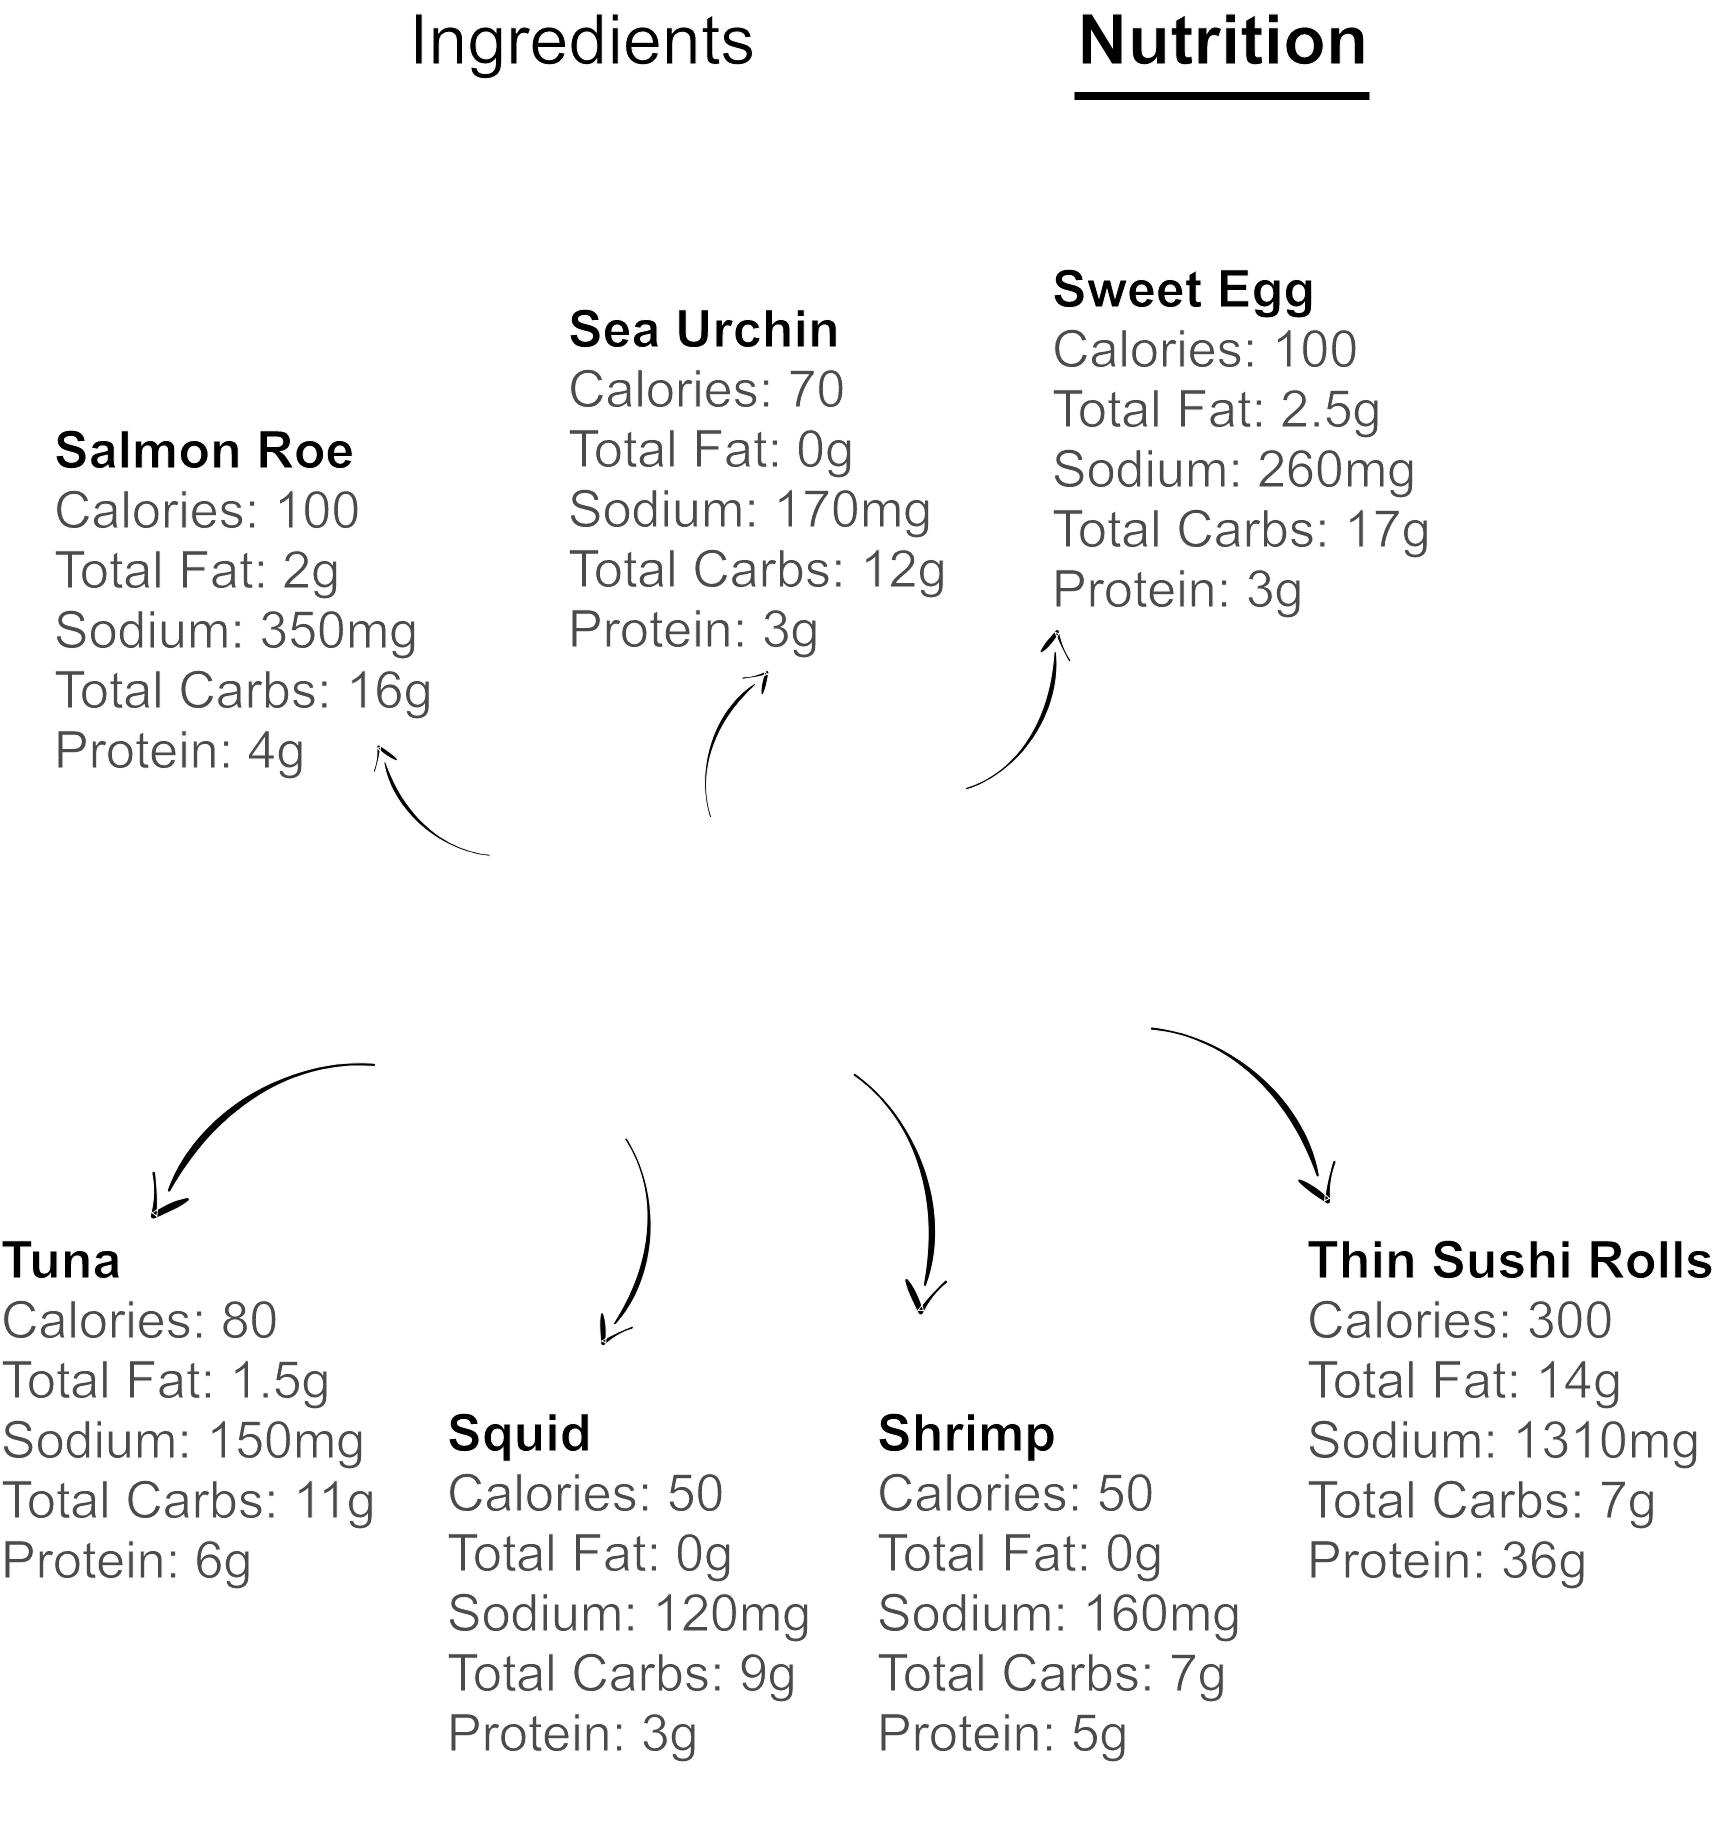 Ingredients
Nutrition
Salmon Roe
Calories: 100
Total Fat: 2g
Sodium: 350mg
Total Carbs: 16g
Protein: 4g
Sea Urchin
Calories: 70
Total Fat: 0g
Sodium: 170mg
Total Carbs: 12g
Protein: 3g
Sweet Egg
Calories: 100
Total Fat: 2.5g
Sodium: 260mg
Total Carbs: 17g
Protein: 3g
Tuna
Calories: 80
Total Fat: 1.5g
Sodium: 150mg
Total Carbs: 11g
Protein: 6g
Squid
Calories: 50
Total Fat: 0g
Sodium: 120mg
Total Carbs: 9g
Protein: 3g
Shrimp
Calories: 50
Total Fat: 0g
Sodium: 160mg
Total Carbs: 7g
Protein: 5g
Thin Sushi Rolls
Calories: 300
Total Fat: 14g
Sodium: 1310mg
Total Carbs: 7g
Protein: 36g